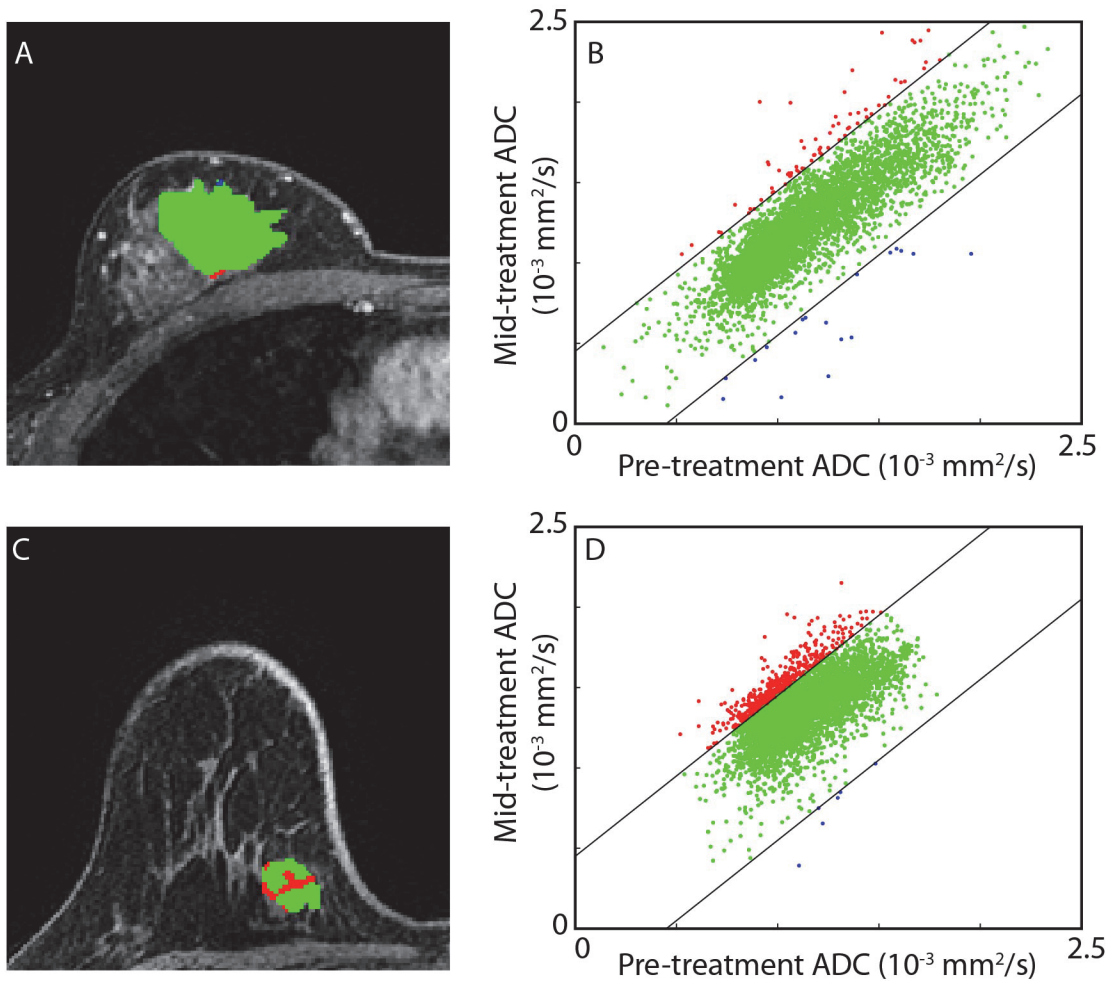 A
B
2.5
Mid-treatment ADC
(10⁻³ mm²/s)
0
0
2.5
Pre-treatment ADC (10⁻³ mm²/s)
C
D
2.5
Mid-treatment ADC
(10⁻³ mm²/s)
0
0
2.5
Pre-treatment ADC (10⁻³ mm²/s)